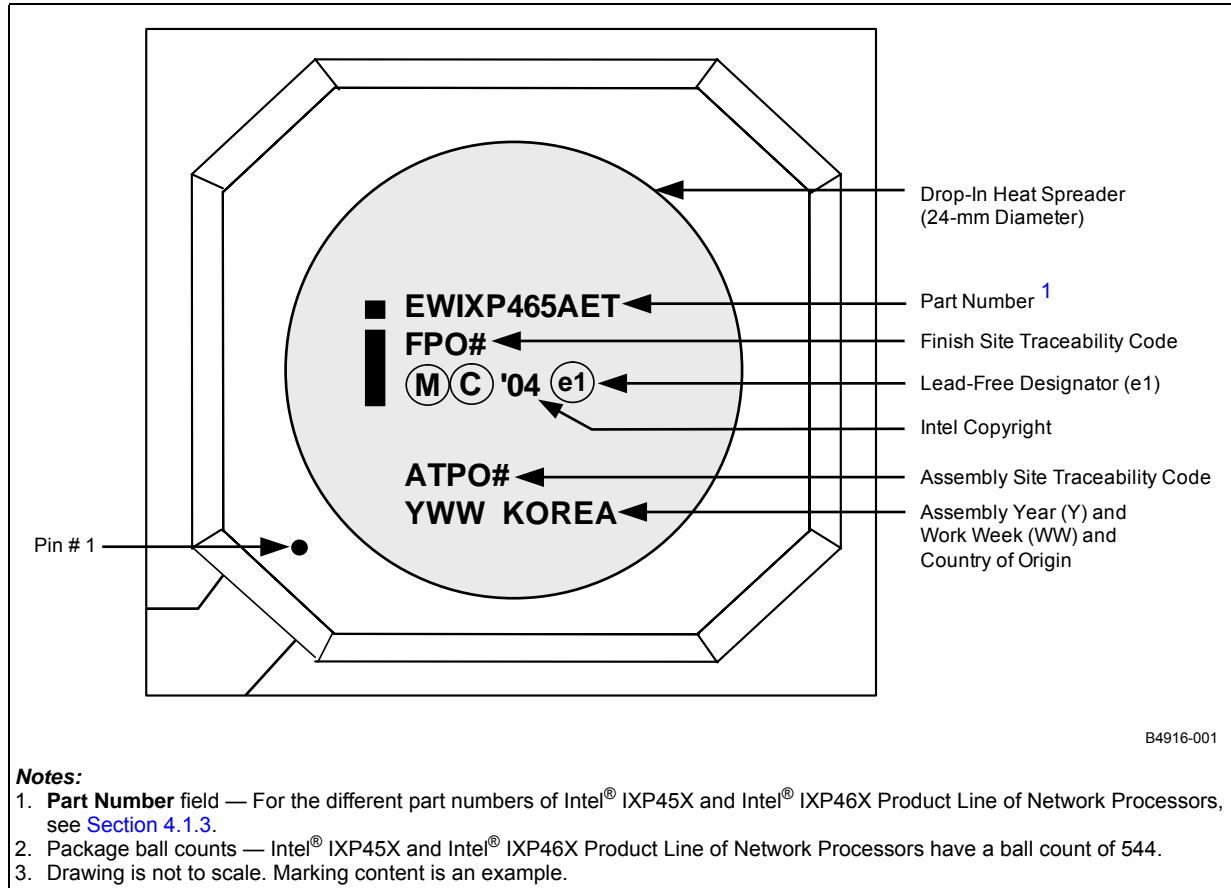 EWIXP465AET
FPO#
M C '04 e1
ATPO#
YWW KOREA
Pin # 1
Drop-In Heat Spreader
(24-mm Diameter)
Part Number 1
Finish Site Traceability Code
Lead-Free Designator (e1)
Intel Copyright
Assembly Site Traceability Code
Assembly Year (Y) and
Work Week (WW) and
Country of Origin
B4916-001
Notes:
1. Part Number field — For the different part numbers of Intel® IXP45X and Intel® IXP46X Product Line of Network Processors,
see Section 4.1.3.
2. Package ball counts — Intel® IXP45X and Intel® IXP46X Product Line of Network Processors have a ball count of 544.
3. Drawing is not to scale. Marking content is an example.